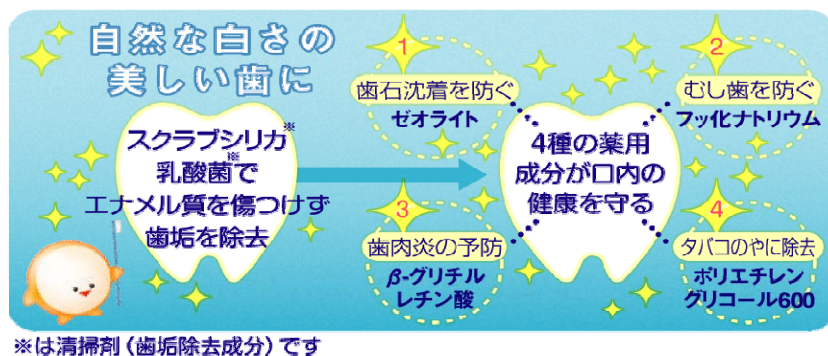 自然な白さの
美しい歯に
スクラブシリカ※
乳酸菌※で
エナメル質を傷つけず
歯垢を除去
4種の薬用
成分が口内の
健康を守る
1
歯石沈着を防ぐ
ゼオライト
2
むし歯を防ぐ
フッ化ナトリウム
3
歯肉炎の予防
β-グリチル
レチン酸
4
タバコのやに除去
ポリエチレン
グリコール600
※は清掃剤（歯垢除去成分）です